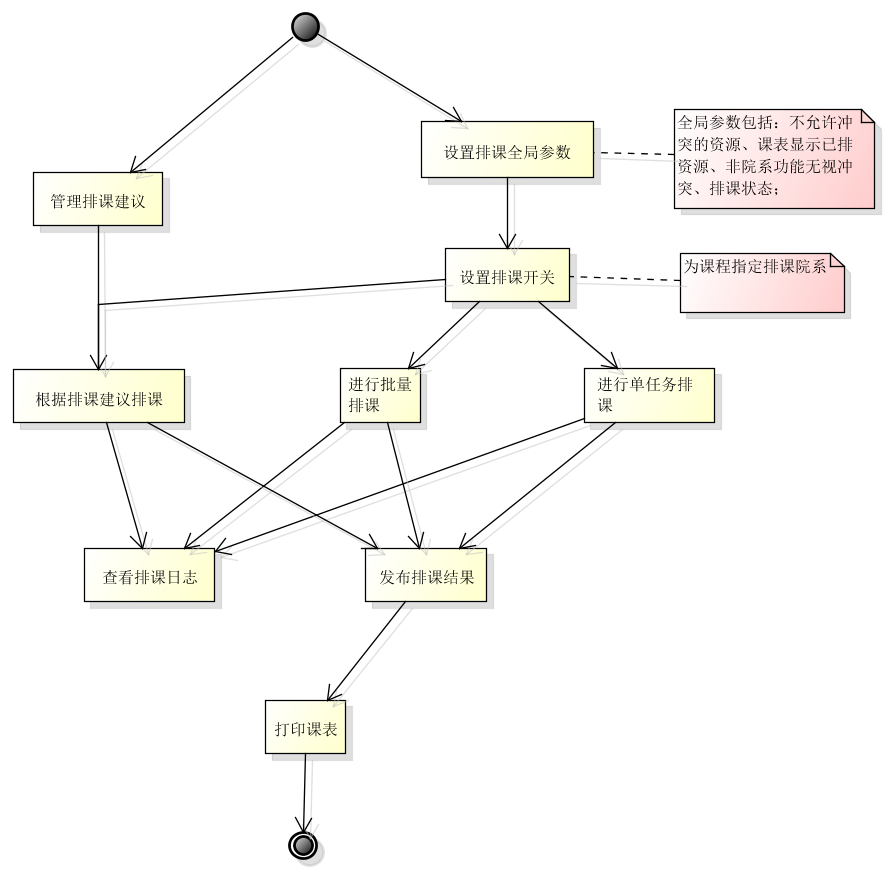 设置排课全局参数
全局参数包括：不允许冲
突的资源、课表显示已排
资源、非院系功能无视冲
突、排课状态；
管理排课建议
设置排课开关
为课程指定排课院系
根据排课建议排课
进行批量
排课
进行单任务排
课
查看排课日志
发布排课结果
打印课表